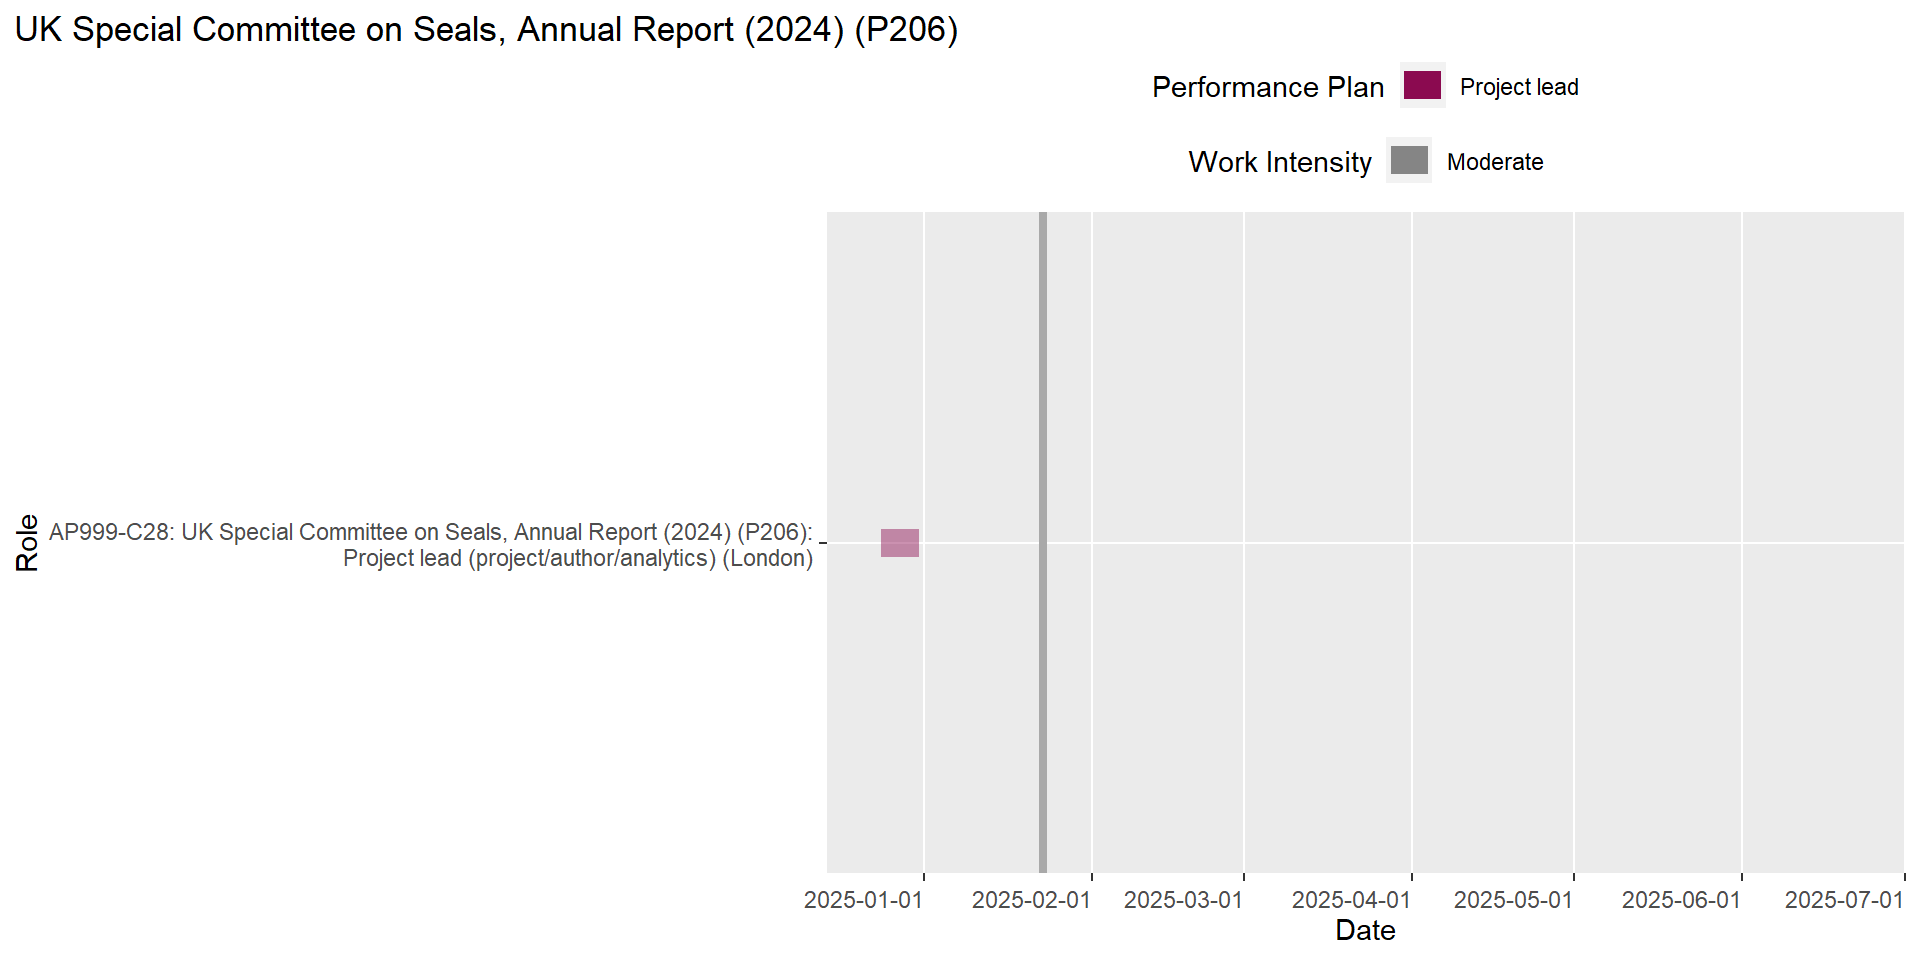 UK Special Committee on Seals, Annual Report (2024) (P206)
Performance Plan
Project lead
Work Intensity
Moderate
Role
AP999-C28: UK Special Committee on Seals, Annual Report (2024) (P206):
Project lead (project/author/analytics) (London)
2025-01-01
2025-02-01
2025-03-01
2025-04-01
2025-05-01
2025-06-01
2025-07-01
Date